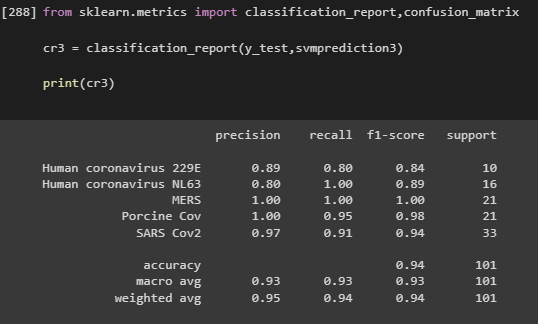 [288] from sklearn.metrics import classification_report,confusion_matrix
cr3 = classification_report(y_test,svmprediction3)
print(cr3)
precision recall f1-score support
Human coronavirus 229E 0.89 0.80 0.84 10
Human coronavirus NL63 0.80 1.00 0.89 16
MERS 1.00 1.00 1.00 21
Porcine Cov 1.00 0.95 0.98 21
SARS Cov2 0.97 0.91 0.94 33
accuracy 0.94 101
macro avg 0.93 0.93 0.93 101
weighted avg 0.95 0.94 0.94 101